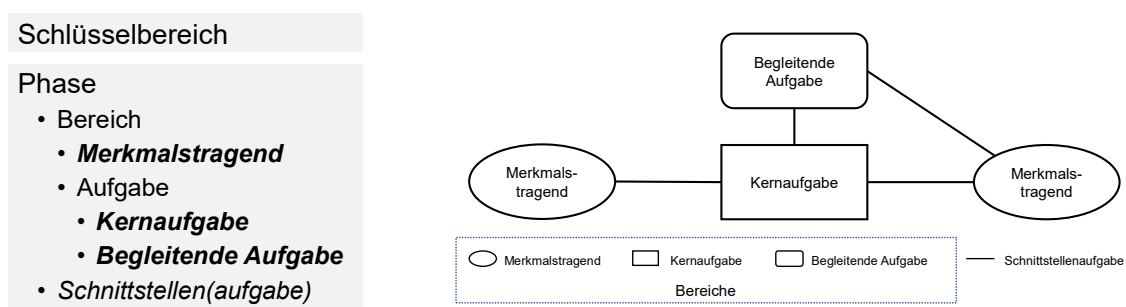 Schlüsselbereich
Phase
• Bereich
• Merkmalstragend
• Aufgabe
• Kernaufgabe
• Begleitende Aufgabe
• Schnittstellen(aufgabe)
Begleitende
Aufgabe
Merkmals-
tragend
Kernaufgabe
Merkmals-
tragend
Merkmalstragend
Kernaufgabe
Begleitende Aufgabe
Schnittstellenaufgabe
Bereiche